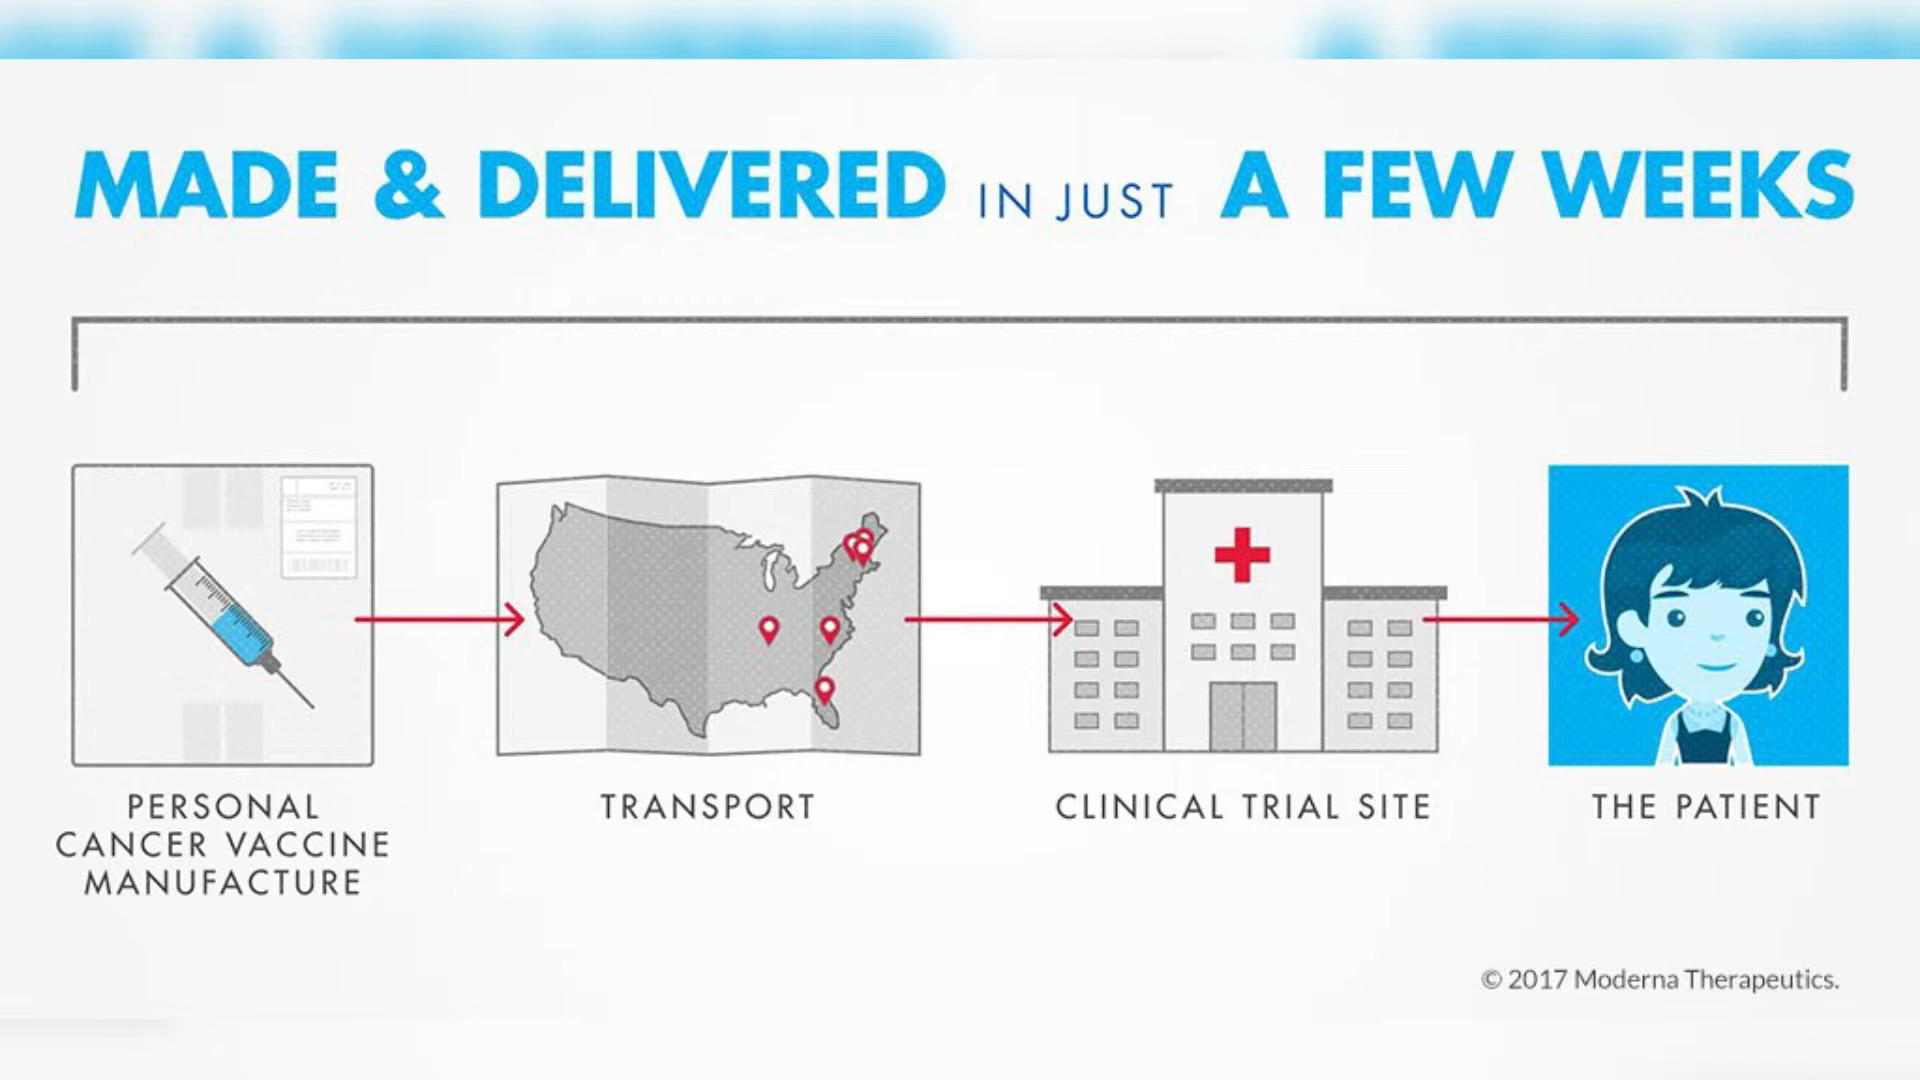 MADE & DELIVERED IN JUST A FEW WEEKS
PERSONAL
CANCER VACCINE
MANUFACTURE
TRANSPORT
CLINICAL TRIAL SITE
THE PATIENT
© 2017 Moderna Therapeutics.